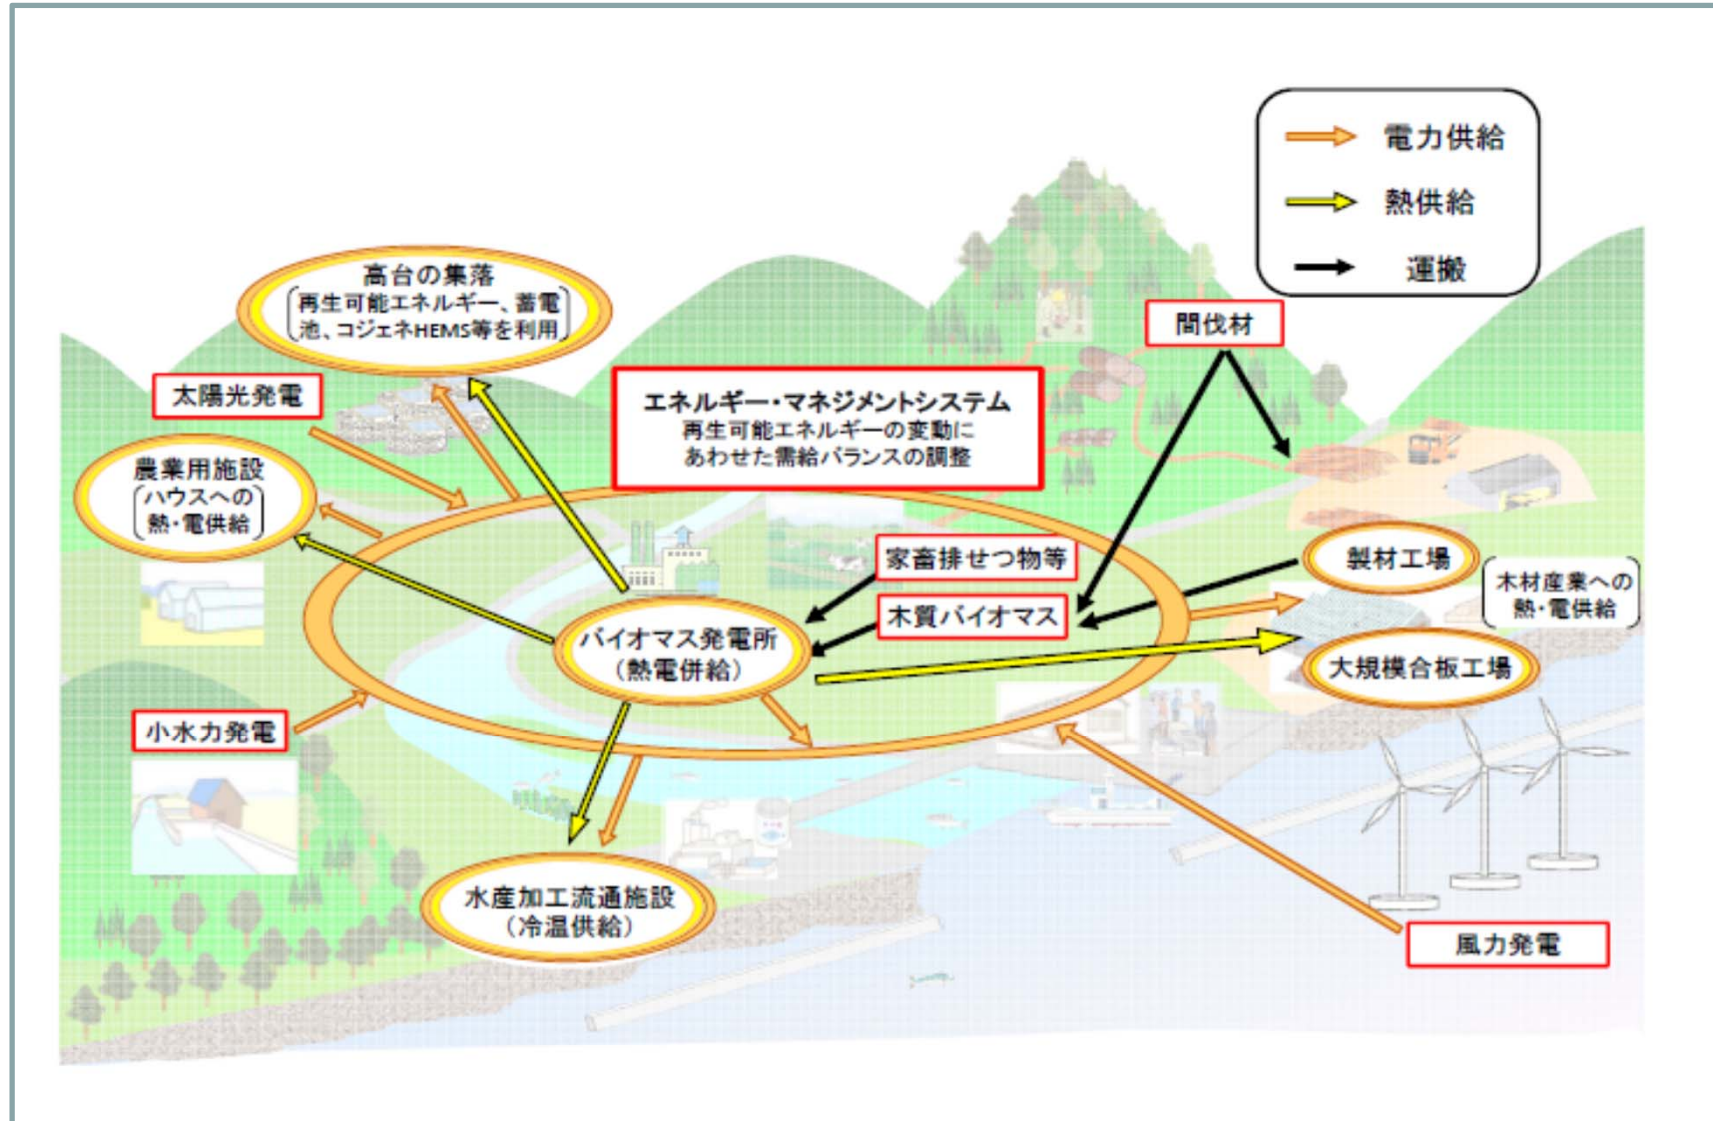 電力供給
熱供給
運搬
高台の集落
再生可能エネルギー、蓄電
池、コジェネHEMS等を利用
間伐材
太陽光発電
エネルギー・マネジメントシステム
再生可能エネルギーの変動に
あわせた需給バランスの調整
農業用施設
ハウスへの
熱・電供給
家畜排せつ物等
製材工場
木材産業への
熱・電供給
木質バイオマス
バイオマス発電所
（熱電併給）
大規模合板工場
小水力発電
水産加工流通施設
（冷温供給）
風力発電